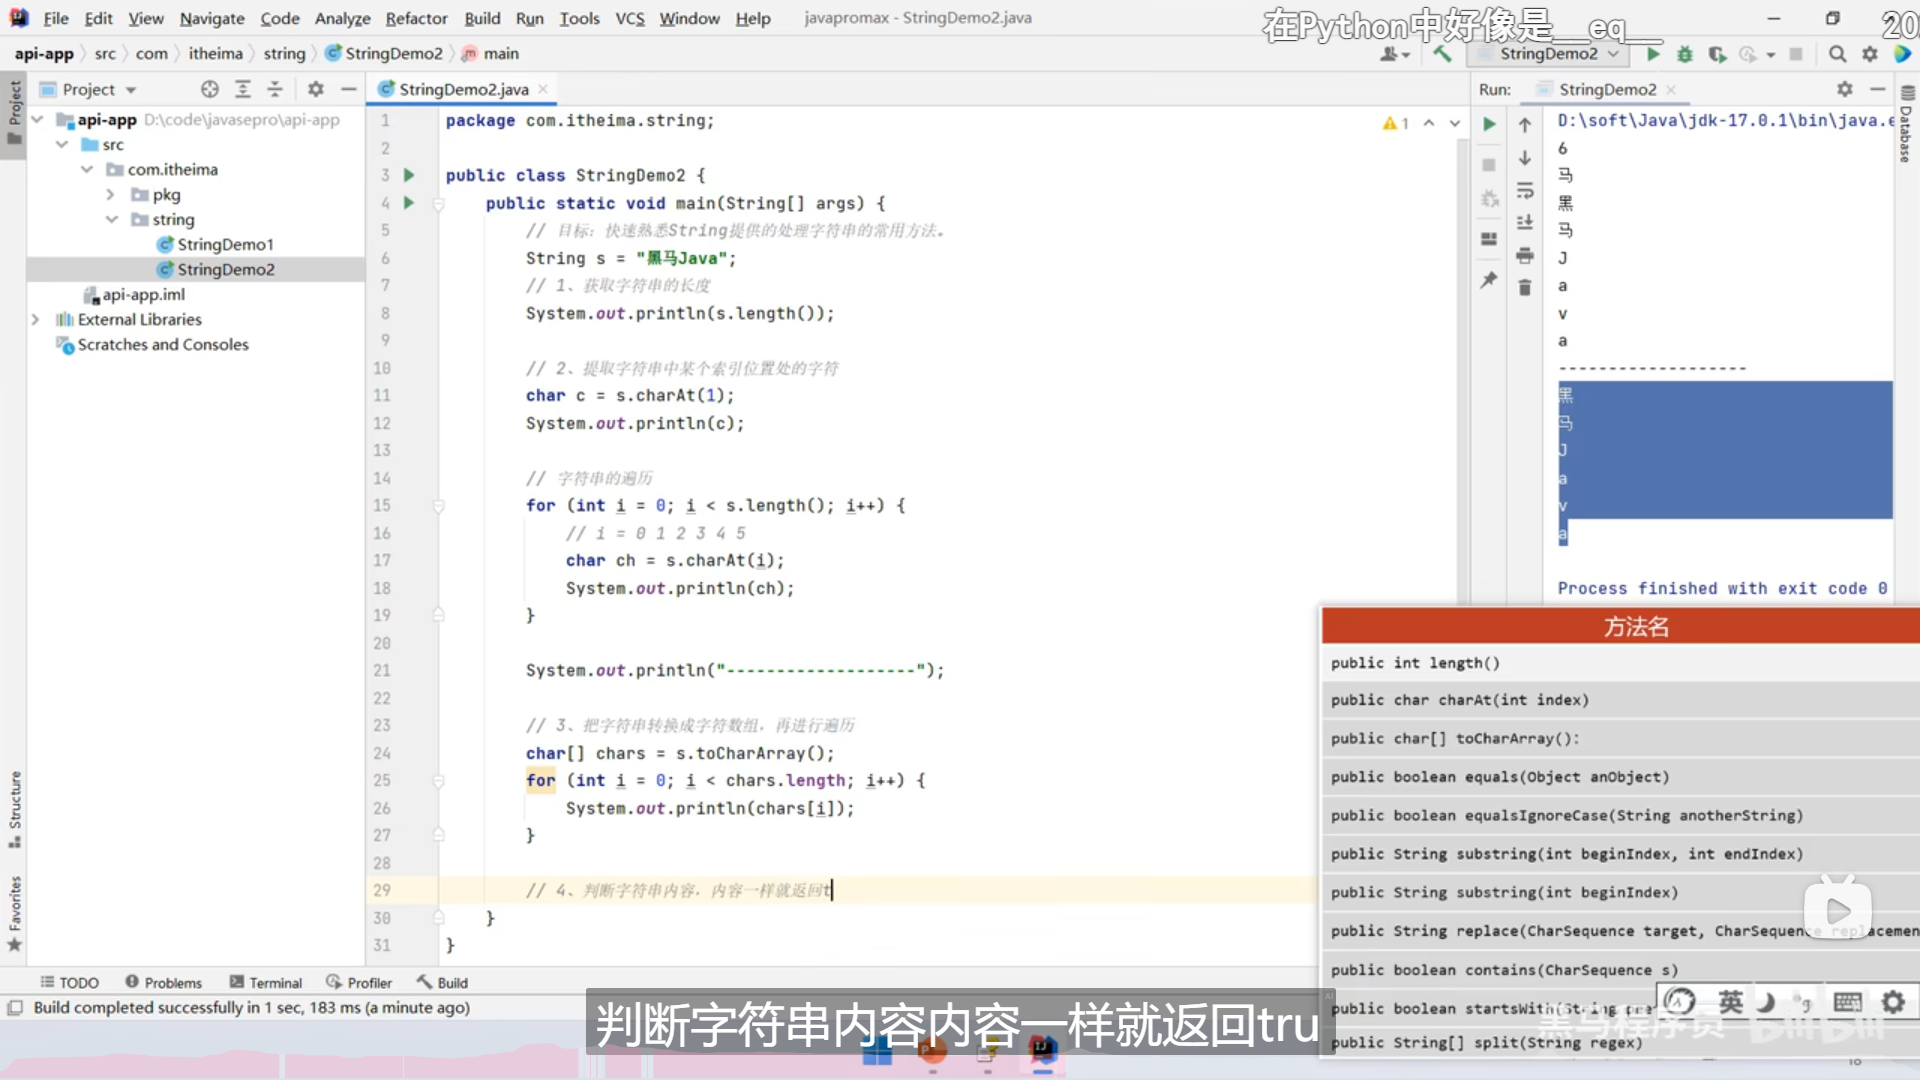 File Edit View Navigate Code Analyze Refactor Build Run Tools VCS Window Help javapromax - StringDemo2.java
在Python中好像是__eq__
20
api-app src com itheima string StringDemo2 main
StringDemo2
Project
StringDemo2.java
Run: StringDemo2
api-app D:\code\javasepro\api-app
src
com.itheima
pkg
string
StringDemo1
StringDemo2
api-app.iml
External Libraries
Scratches and Consoles
Project
Structure
Favorites
Database
1 package com.itheima.string;
2
3 public class StringDemo2 {
4 public static void main(String[] args) {
5 // 目标：快速熟悉String提供的处理字符串的常用方法。
6 String s = "黑马Java";
7 // 1、获取字符串的长度
8 System.out.println(s.length());
9
10 // 2、提取字符串中某个索引位置处的字符
11 char c = s.charAt(1);
12 System.out.println(c);
13
14 // 字符串的遍历
15 for (int i = 0; i < s.length(); i++) {
16 // i = 0 1 2 3 4 5
17 char ch = s.charAt(i);
18 System.out.println(ch);
19 }
20
21 System.out.println("-------------------");
22
23 // 3、把字符串转换成字符数组，再进行遍历
24 char[] chars = s.toCharArray();
25 for (int i = 0; i < chars.length; i++) {
26 System.out.println(chars[i]);
27 }
28
29 // 4、判断字符串内容，内容一样就返回t
30 }
31 }
1
D:\soft\Java\jdk-17.0.1\bin\java.e
6
马
黑
马
J
a
v
a
-------------------
黑
马
J
a
v
a
Process finished with exit code 0
方法名
public int length()
public char charAt(int index)
public char[] toCharArray():
public boolean equals(Object anObject)
public boolean equalsIgnoreCase(String anotherString)
public String substring(int beginIndex, int endIndex)
public String substring(int beginIndex)
public String replace(CharSequence target, CharSequence replacemen
public boolean contains(CharSequence s)
public boolean startsWith(String pre
public String[] split(String regex)
英
黑马程序员 bilibili
TODO Problems Terminal Profiler Build
Build completed successfully in 1 sec, 183 ms (a minute ago)
判断字符串内容内容一样就返回tru